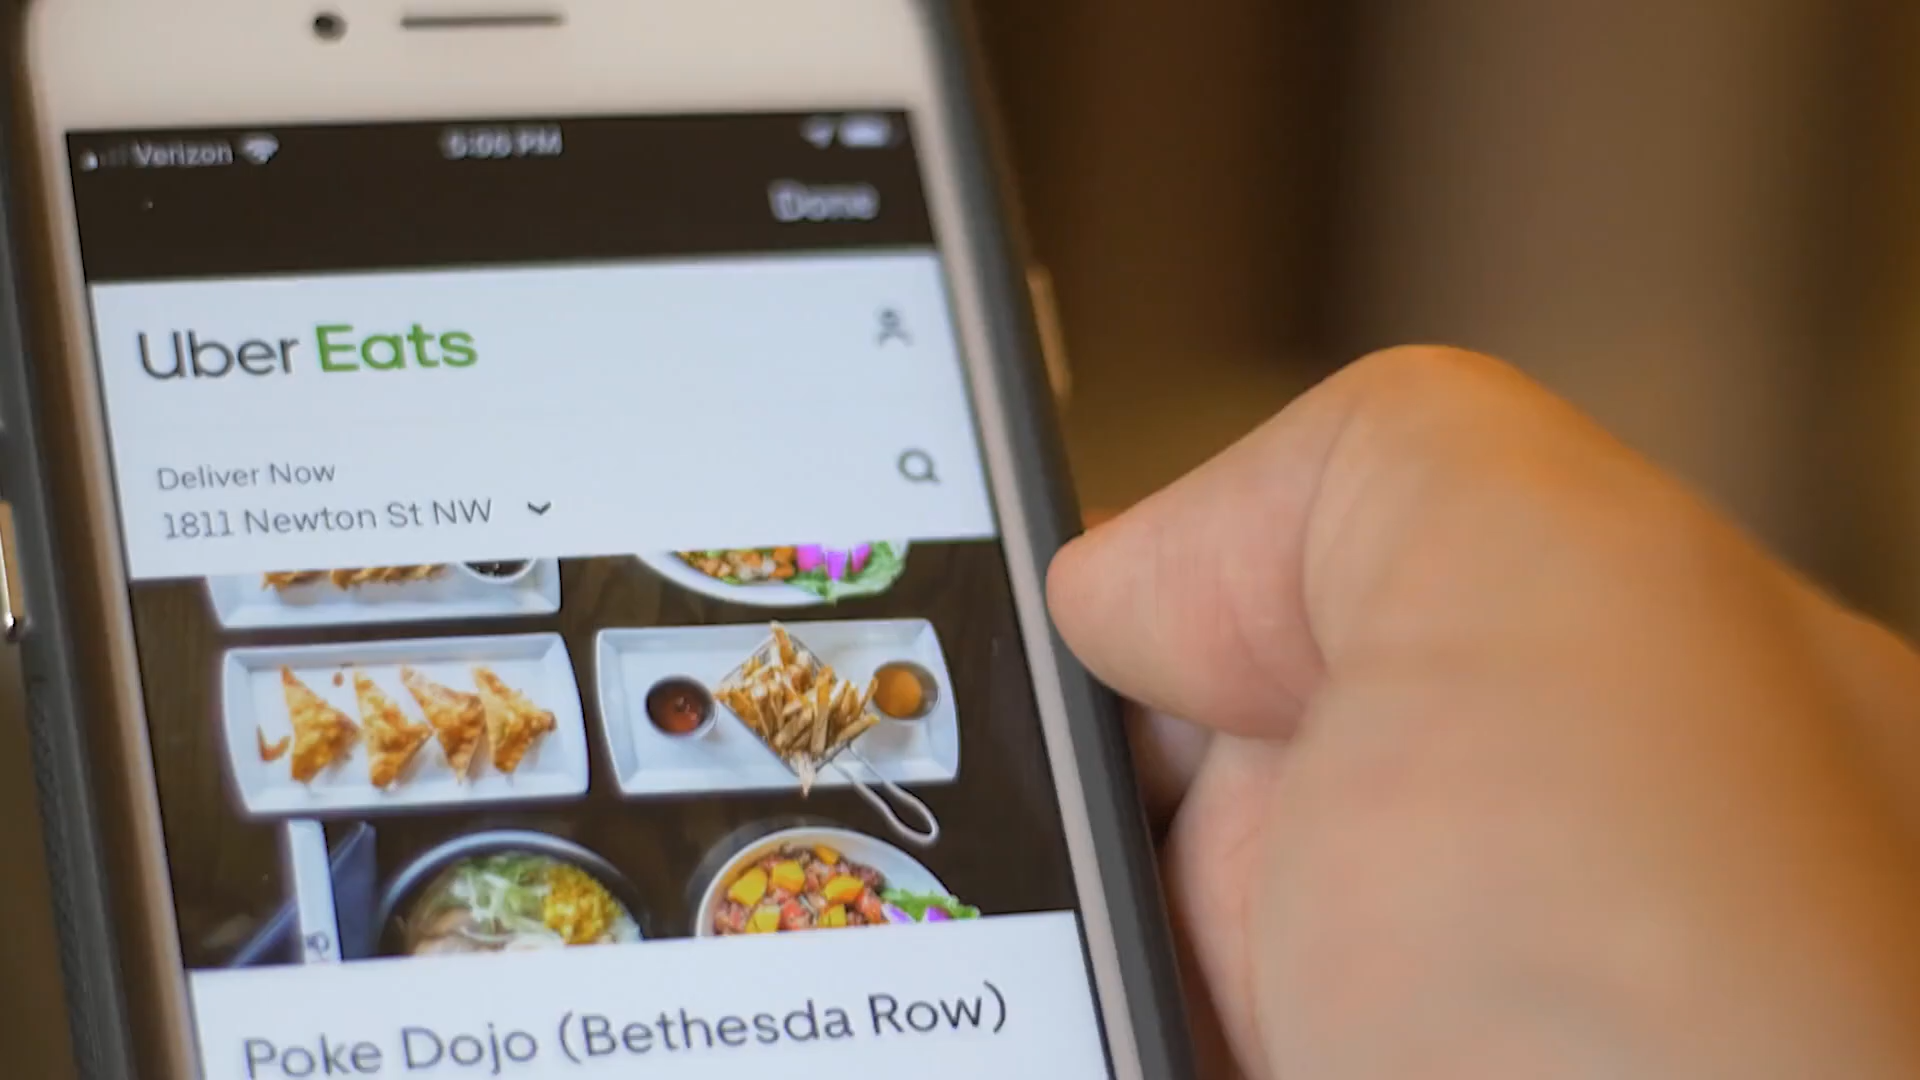 Verizon
Done
Uber Eats
Deliver Now
1811 Newton St NW
Poke Dojo (Bethesda Row)